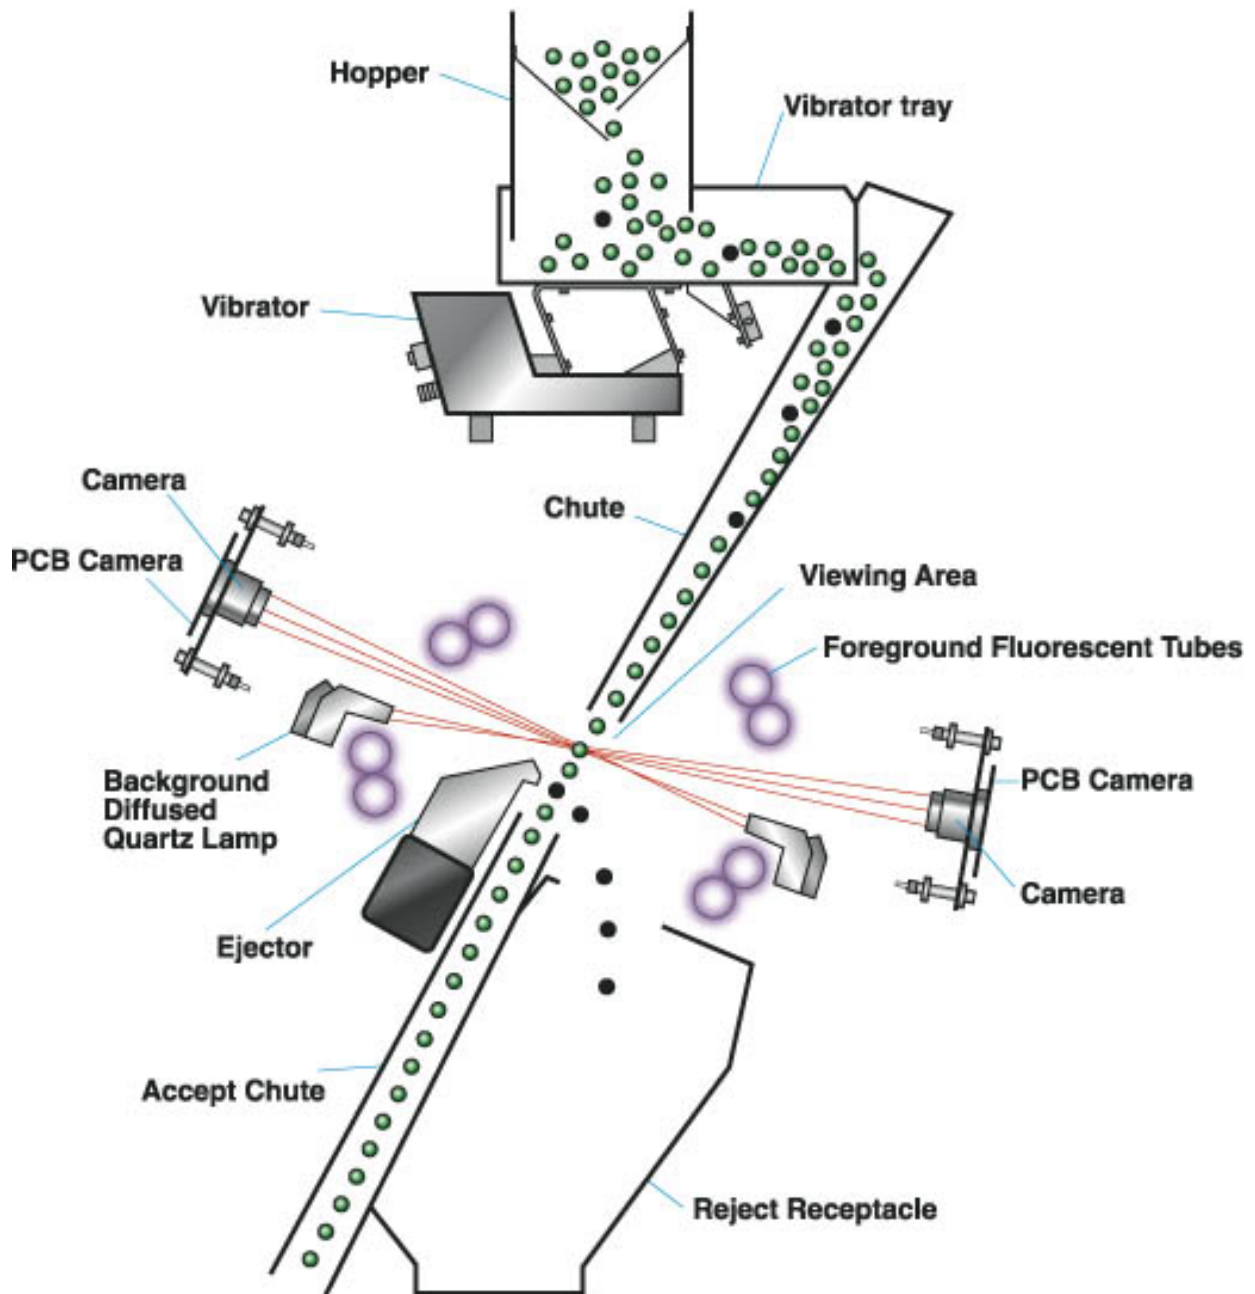 Hopper
Vibrator tray
Vibrator
Camera
Chute
PCB Camera
Viewing Area
Foreground Fluorescent Tubes
Background
Diffused
Quartz Lamp
PCB Camera
Camera
Ejector
Accept Chute
Reject Receptacle